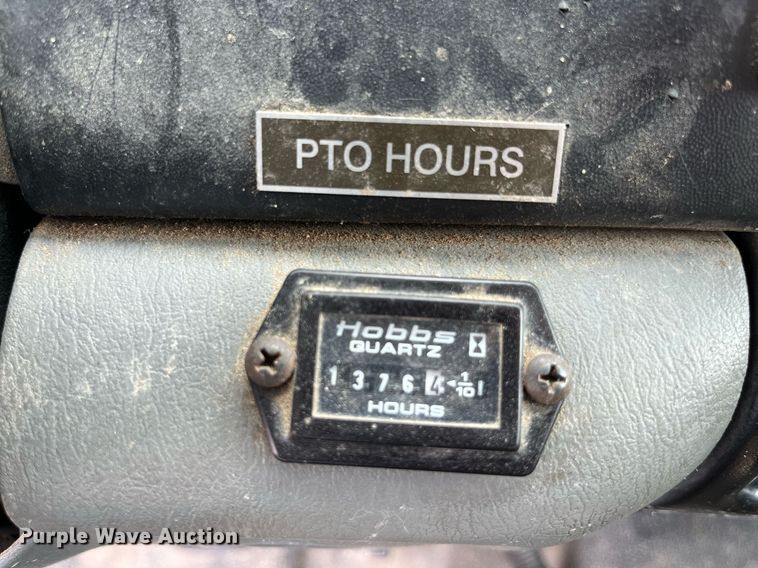 PTO HOURS
Hobbs
QUARTZ
1 3 7 6 4 ◄ 1/10
HOURS
Purple Wave Auction